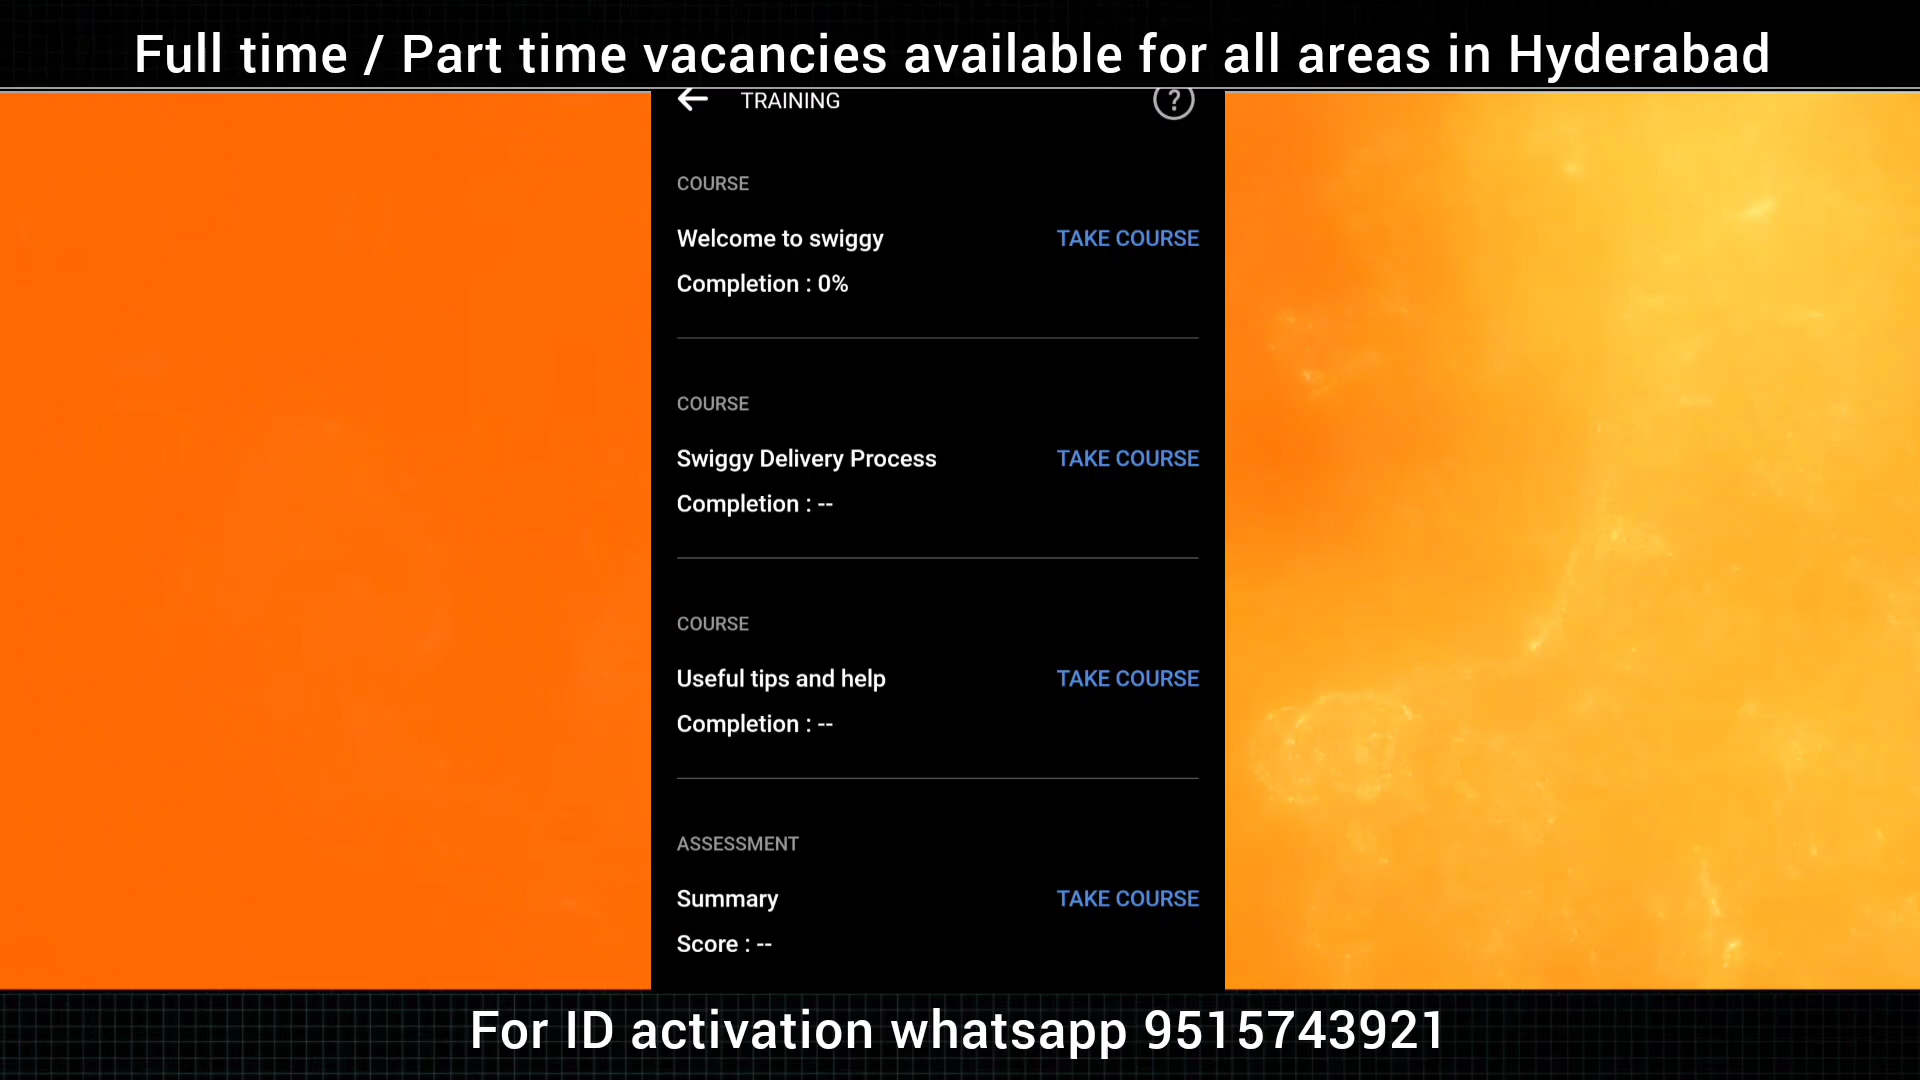 Full time / Part time vacancies available for all areas in Hyderabad
TRAINING ?
COURSE
Welcome to swiggy TAKE COURSE
Completion : 0%
COURSE
Swiggy Delivery Process TAKE COURSE
Completion : --
COURSE
Useful tips and help TAKE COURSE
Completion : --
ASSESSMENT
Summary TAKE COURSE
Score : --
For ID activation whatsapp 9515743921